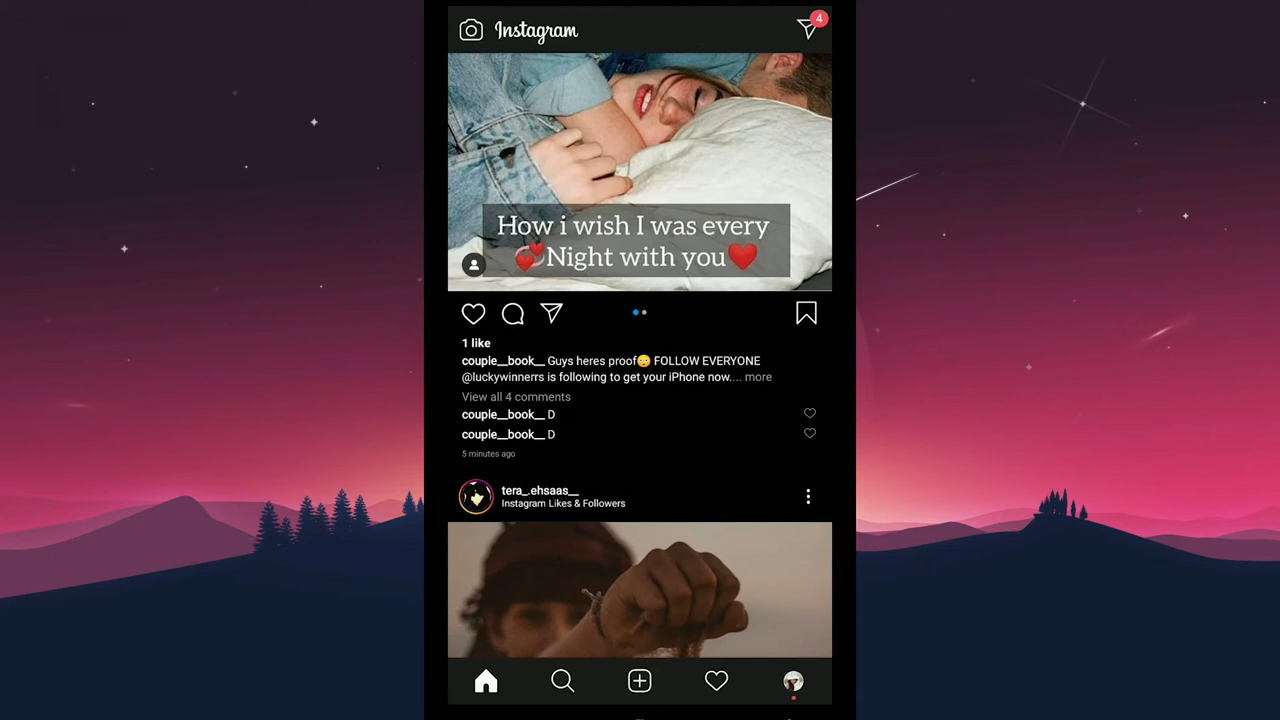 4
Instagram
How i wish I was every
💕Night with you❤️
1 like
couple__book__ Guys heres proof😳 FOLLOW EVERYONE
@luckywinnerrs is following to get your iPhone now.... more
View all 4 comments
couple__book__ D
couple__book__ D
5 minutes ago
tera_.ehsaas__
Instagram Likes & Followers